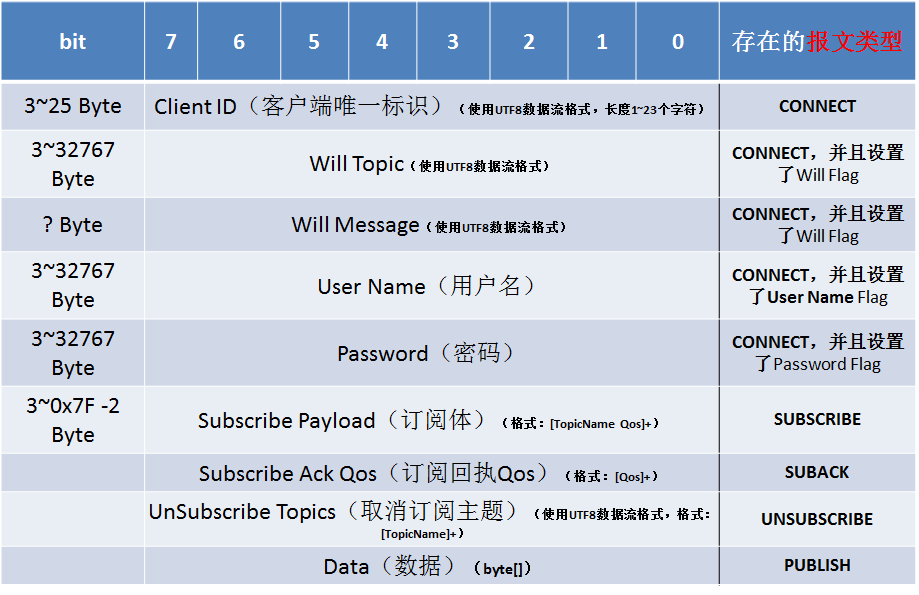 bit 7 6 5 4 3 2 1 0 存在的报文类型
3~25 Byte Client ID（客户端唯一标识）（使用UTF8数据流格式，长度1~23个字符） CONNECT
3~32767
Byte
Will Topic（使用UTF8数据流格式）
CONNECT，并且设置
了Will Flag
? Byte Will Message（使用UTF8数据流格式）
CONNECT，并且设置
了Will Flag
3~32767
Byte
User Name（用户名）
CONNECT，并且设置
了User Name Flag
3~32767
Byte
Password（密码）
CONNECT，并且设置
了Password Flag
3~0x7F -2
Byte
Subscribe Payload（订阅体）（格式：[TopicName Qos]+）
SUBSCRIBE
Subscribe Ack Qos（订阅回执Qos）（格式：[Qos]+） SUBACK
UnSubscribe Topics（取消订阅主题）（使用UTF8数据流格式，格式：
[TopicName]+）
UNSUBSCRIBE
Data（数据）（byte[]） PUBLISH